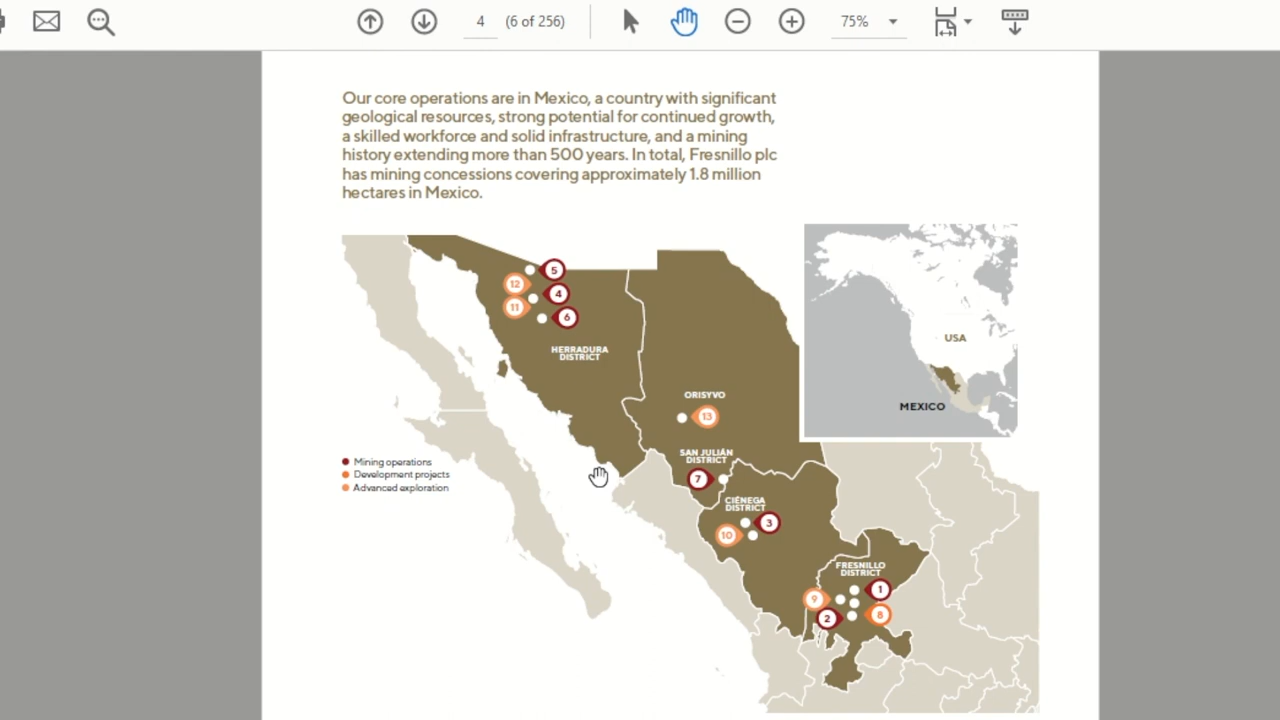 4 (6 of 256) 75%
Our core operations are in Mexico, a country with significant
geological resources, strong potential for continued growth,
a skilled workforce and solid infrastructure, and a mining
history extending more than 500 years. In total, Fresnillo plc
has mining concessions covering approximately 1.8 million
hectares in Mexico.
5
12
4
11
6
HERRADURA
DISTRICT
USA
MEXICO
ORISYVO
13
SAN JULIÁN
DISTRICT
7
Mining operations
Development projects
Advanced exploration
CIÉNEGA
DISTRICT
3
10
FRESNILLO
DISTRICT
1
9
8
2